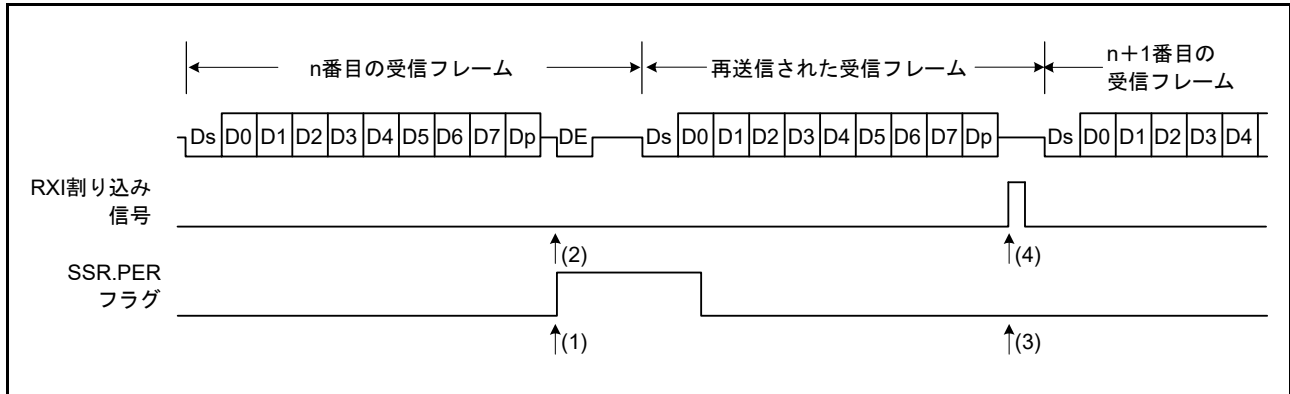 n番目の受信フレーム
再送信された受信フレーム
n+1番目の
受信フレーム
Ds D0 D1 D2 D3 D4 D5 D6 D7 Dp DE Ds D0 D1 D2 D3 D4 D5 D6 D7 Dp Ds D0 D1 D2 D3 D4
RXI割り込み
信号
(2) (4)
SSR.PER
フラグ
(1) (3)